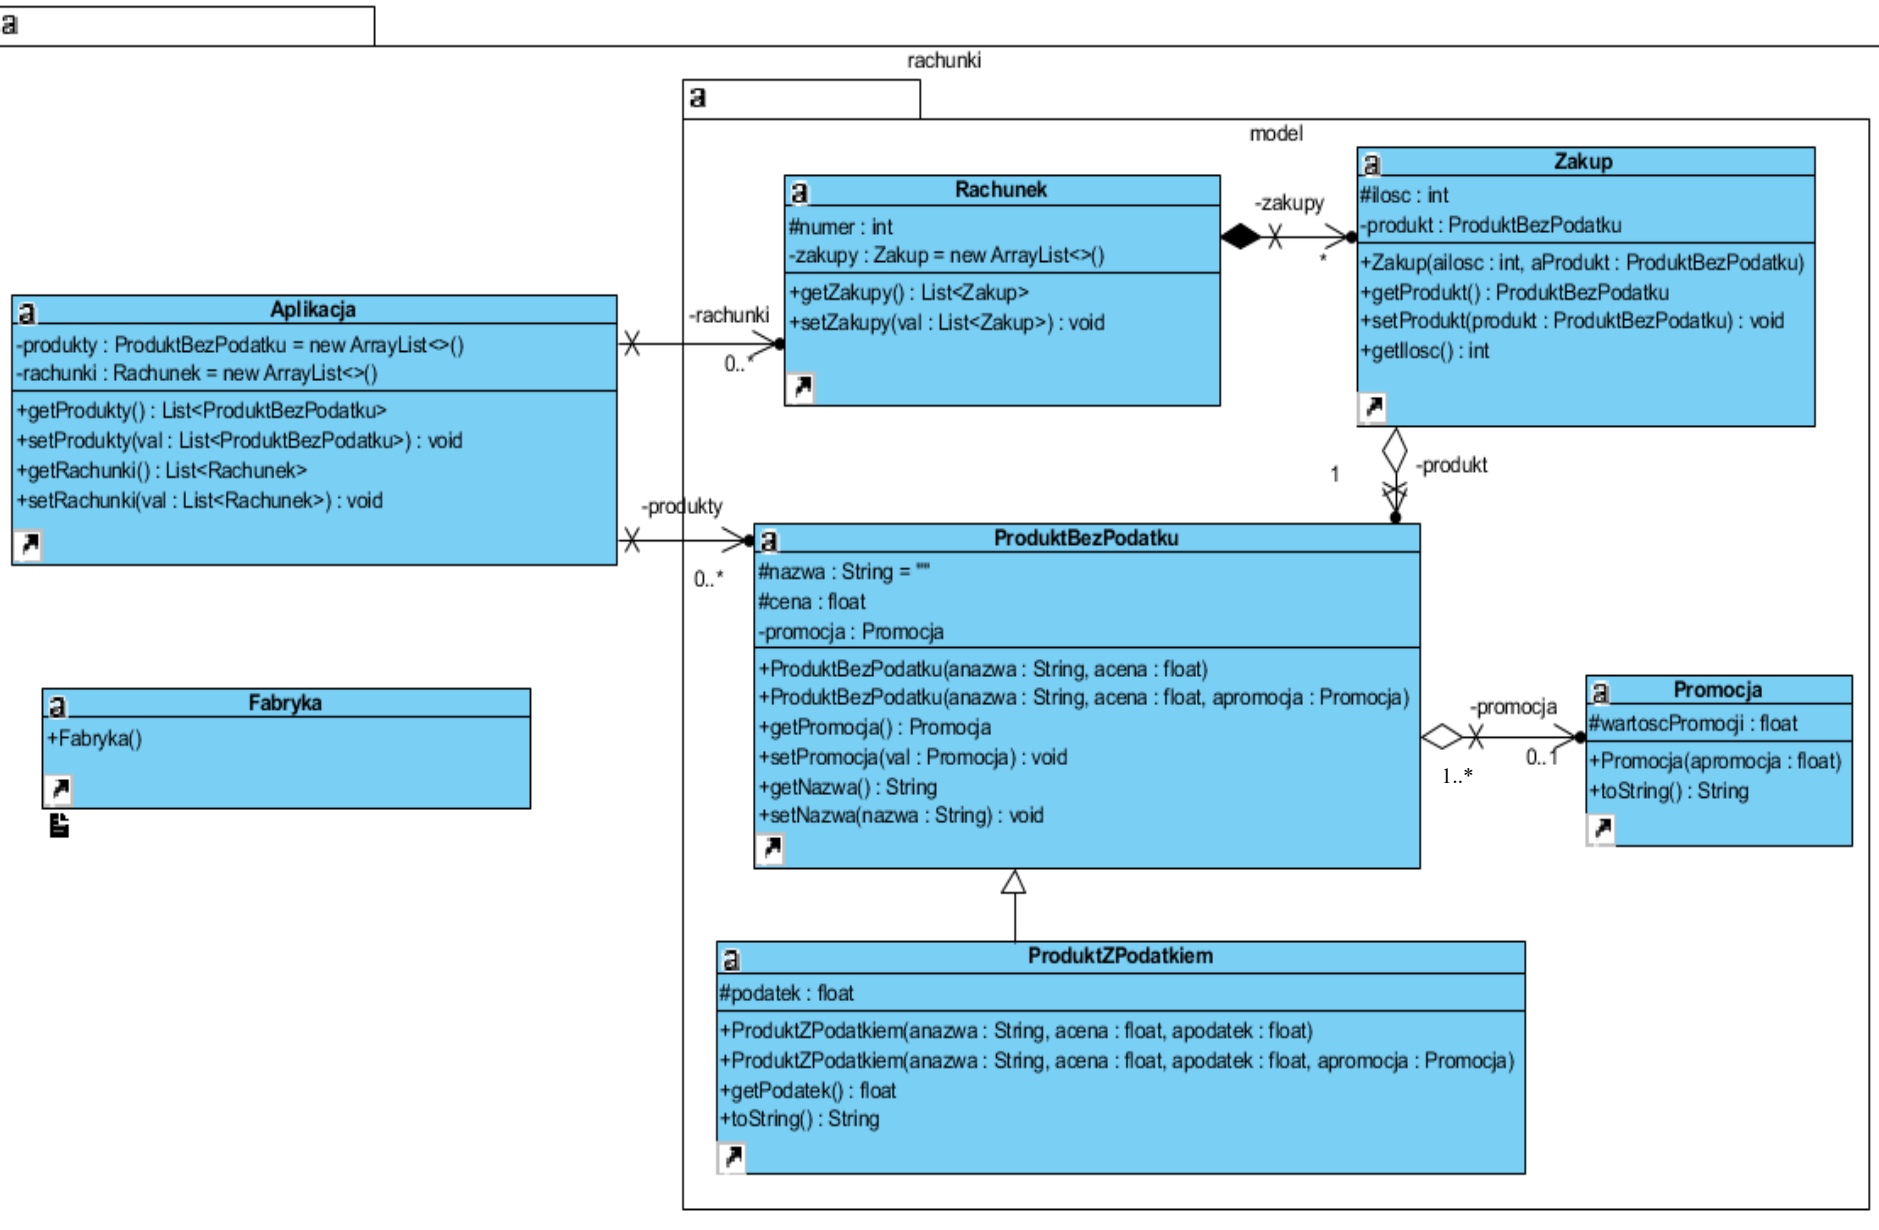 a
rachunki
a
model
a
Rachunek
#numer : int
-zakupy : Zakup = new ArrayList<>()
+getZakupy() : List<Zakup>
+setZakupy(val : List<Zakup>) : void
-zakupy
*
a
Zakup
#ilosc : int
-produkt : ProduktBezPodatku
+Zakup(ailosc : int, aProdukt : ProduktBezPodatku)
+getProdukt() : ProduktBezPodatku
+setProdukt(produkt : ProduktBezPodatku) : void
+getIlosc() : int
a
Aplikacja
-produkty : ProduktBezPodatku = new ArrayList<>()
-rachunki : Rachunek = new ArrayList<>()
+getProdukty() : List<ProduktBezPodatku>
+setProdukty(val : List<ProduktBezPodatku>) : void
+getRachunki() : List<Rachunek>
+setRachunki(val : List<Rachunek>) : void
-rachunki
0..*
-produkty
0..*
1
-produkt
a
ProduktBezPodatku
#nazwa : String = ""
#cena : float
-promocja : Promocja
+ProduktBezPodatku(anazwa : String, acena : float)
+ProduktBezPodatku(anazwa : String, acena : float, apromocja : Promocja)
+getPromocja() : Promocja
+setPromocja(val : Promocja) : void
+getNazwa() : String
+setNazwa(nazwa : String) : void
a
Fabryka
+Fabryka()
-promocja
0..1
1..*
a
Promocja
#wartoscPromocji : float
+Promocja(apromocja : float)
+toString() : String
a
ProduktZPodatkiem
#podatek : float
+ProduktZPodatkiem(anazwa : String, acena : float, apodatek : float)
+ProduktZPodatkiem(anazwa : String, acena : float, apodatek : float, apromocja : Promocja)
+getPodatek() : float
+toString() : String